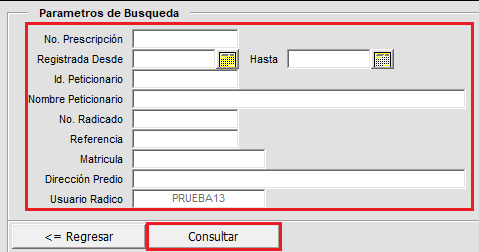 Parametros de Busqueda
No. Prescripción
Registrada Desde Hasta
Id. Peticionario
Nombre Peticionario
No. Radicado
Referencia
Matricula
Dirección Predio
Usuario Radico PRUEBA13
<= Regresar Consultar